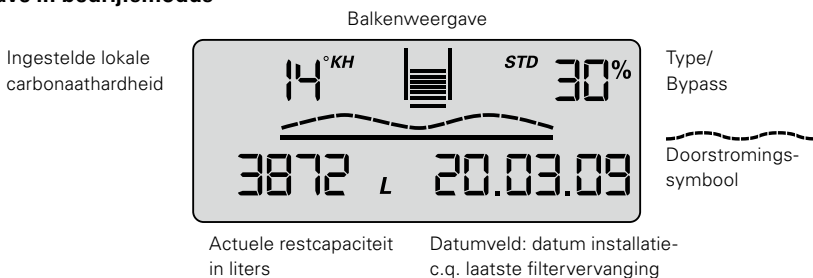 Balkenweergave
Ingestelde lokale
carbonaathardheid
14°KH
STD 30%
Type/
Bypass
Doorstromings-
symbool
3872 L 20.03.09
Actuele restcapaciteit
in liters
Datumveld: datum installatie-
c.q. laatste filtervervanging